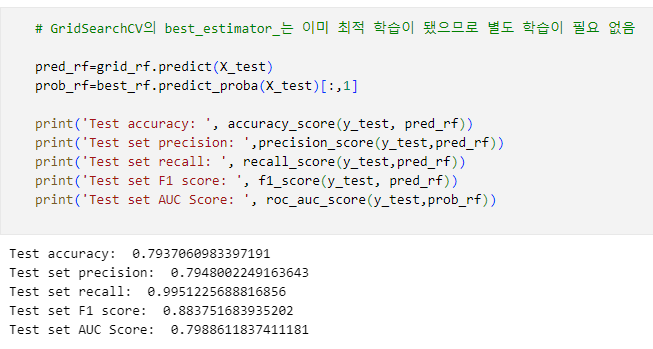 # GridSearchCV의 best_estimator_는 이미 최적 학습이 됐으므로 별도 학습이 필요 없음
pred_rf=grid_rf.predict(X_test)
prob_rf=best_rf.predict_proba(X_test)[:,1]
print('Test accuracy: ', accuracy_score(y_test, pred_rf))
print('Test set precision: ',precision_score(y_test,pred_rf))
print('Test set recall: ', recall_score(y_test,pred_rf))
print('Test set F1 score: ', f1_score(y_test, pred_rf))
print('Test set AUC Score: ', roc_auc_score(y_test,prob_rf))
Test accuracy:  0.7937060983397191
Test set precision:  0.7948002249163643
Test set recall:  0.9951225688816856
Test set F1 score:  0.883751683935202
Test set AUC Score:  0.7988611837411181